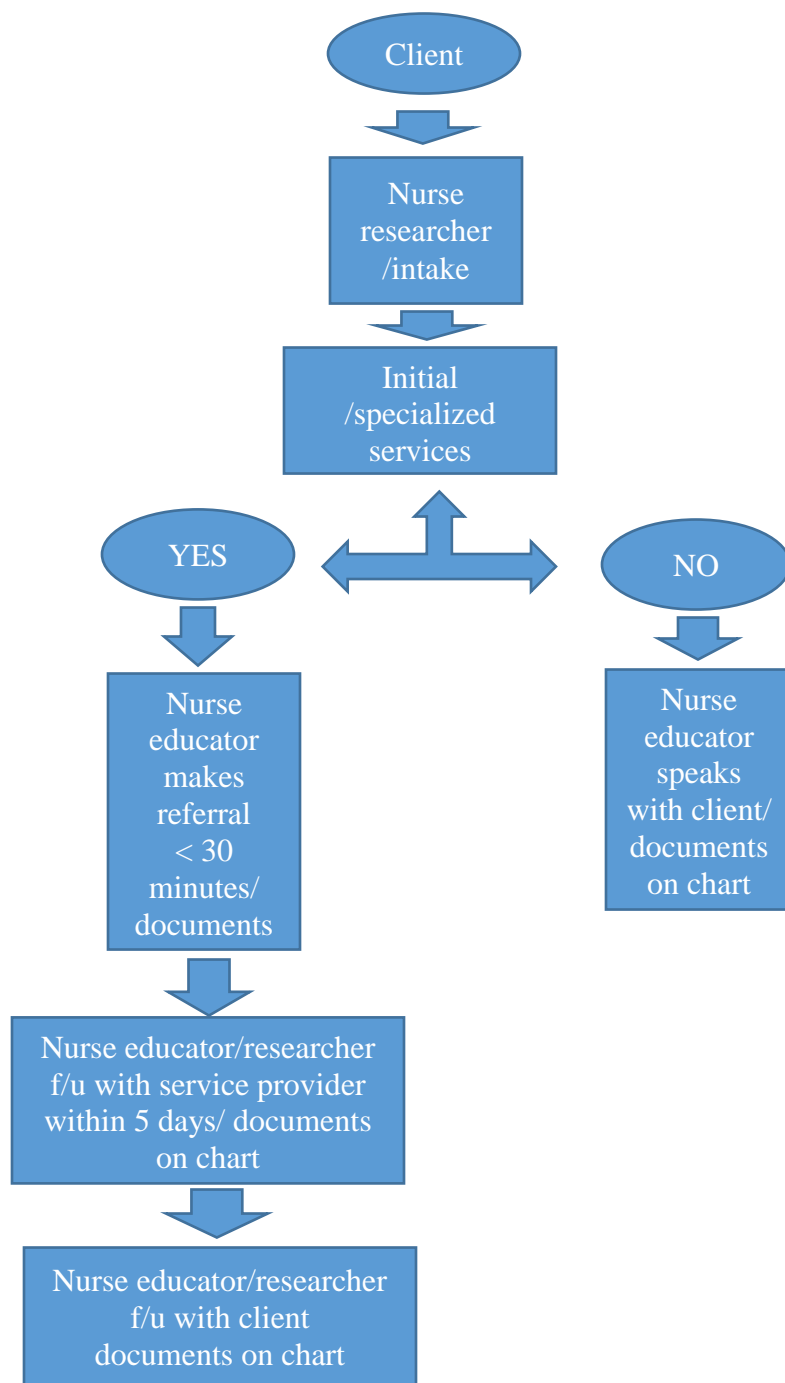 Client
Nurse
researcher
/intake
Initial
/specialized
services
YES
NO
Nurse
educator
makes
referral
< 30
minutes/
documents
Nurse
educator
speaks
with client/
documents
on chart
Nurse educator/researcher
f/u with service provider
within 5 days/ documents
on chart
Nurse educator/researcher
f/u with client
documents on chart